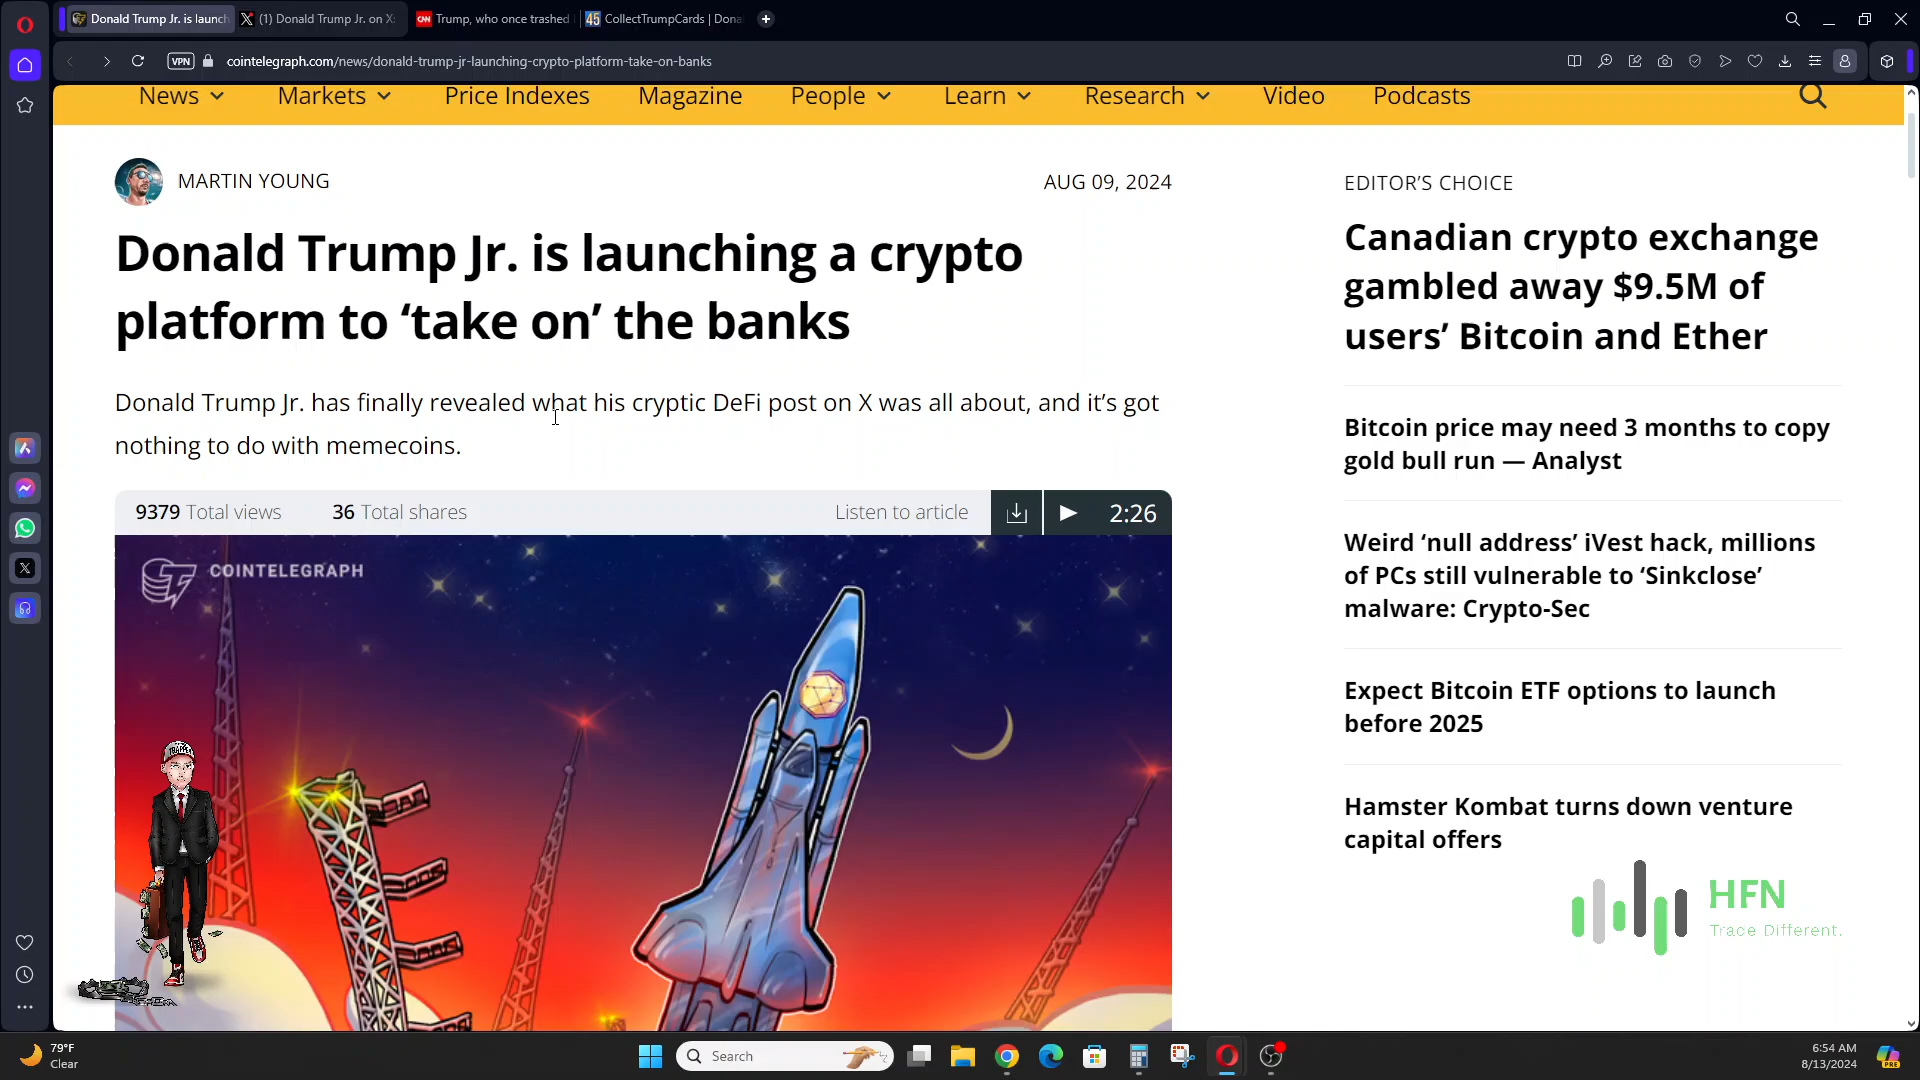 Donald Trump Jr. is launch
(1) Donald Trump Jr. on X:
CNN Trump, who once trashed
45 CollectTrumpCards | Dona
VPN cointelegraph.com/news/donald-trump-jr-launching-crypto-platform-take-on-banks
News Markets Price Indexes Magazine People Learn Research Video Podcasts
MARTIN YOUNG
AUG 09, 2024
Donald Trump Jr. is launching a crypto
platform to ‘take on’ the banks
Donald Trump Jr. has finally revealed what his cryptic DeFi post on X was all about, and it’s got
nothing to do with memecoins.
9379 Total views 36 Total shares Listen to article 2:26
COINTELEGRAPH
EDITOR’S CHOICE
Canadian crypto exchange
gambled away $9.5M of
users’ Bitcoin and Ether
Bitcoin price may need 3 months to copy
gold bull run — Analyst
Weird ‘null address’ iVest hack, millions
of PCs still vulnerable to ‘Sinkclose’
malware: Crypto-Sec
Expect Bitcoin ETF options to launch
before 2025
Hamster Kombat turns down venture
capital offers
HFN
Trade Different.
79°F
Clear
Search
6:54 AM
8/13/2024
PRE